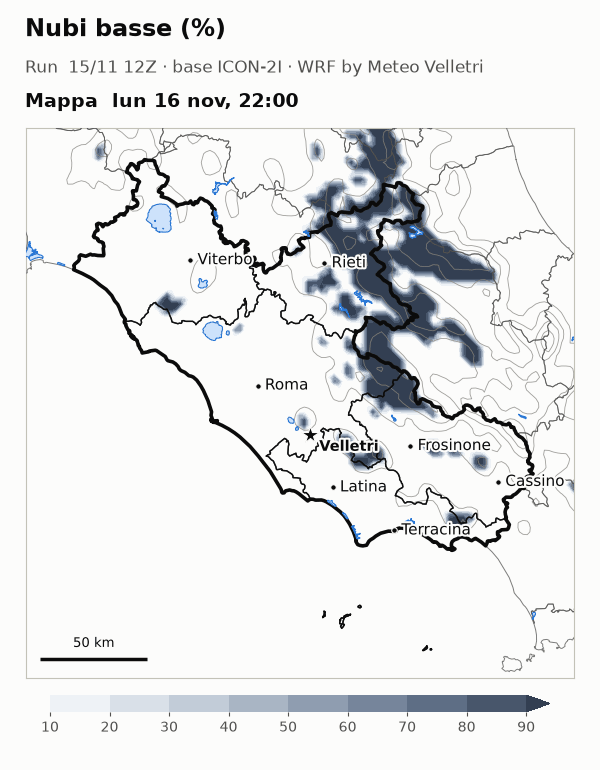 Nubi basse (%)
Run  15/11 12Z · base ICON-2I · WRF by Meteo Velletri
Mappa  lun 16 nov, 22:00
Viterbo
Rieti
Roma
Velletri
Frosinone
Cassino
Latina
Terracina
50 km
10 20 30 40 50 60 70 80 90